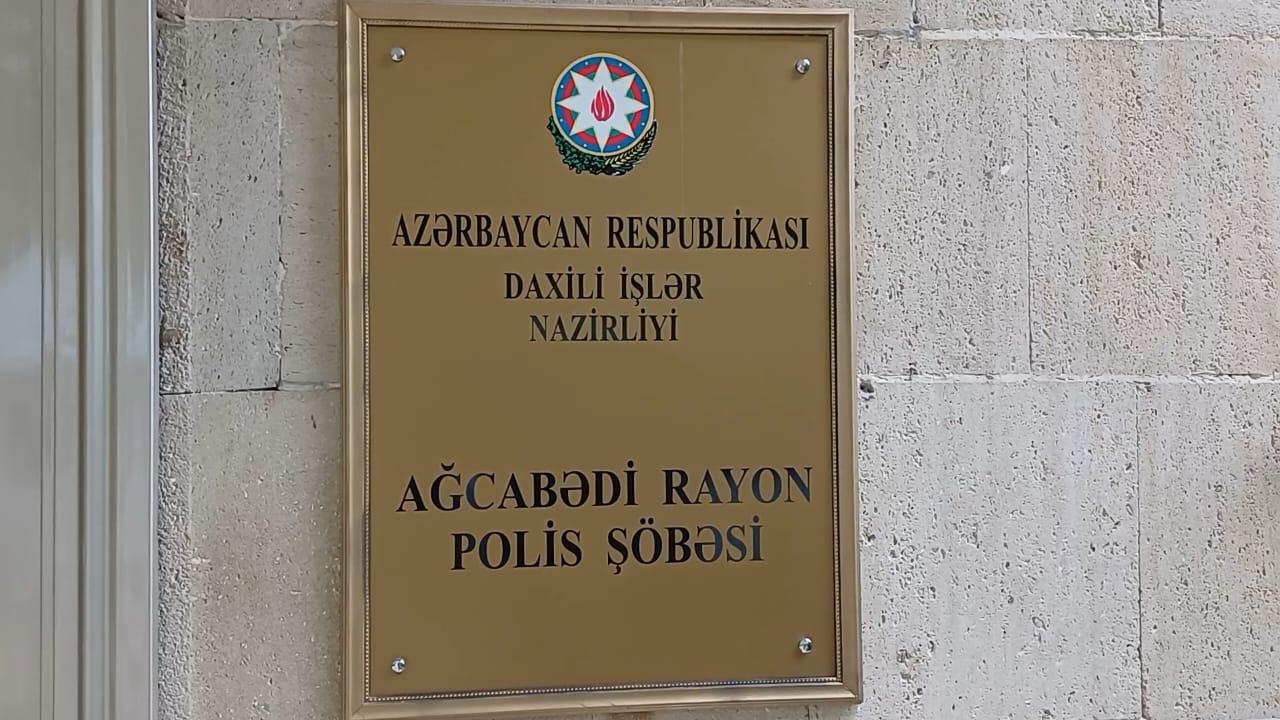 AZƏRBAYCAN RESPUBLİKASI
DAXİLİ İŞLƏR
NAZİRLİYİ
AĞCABƏDİ RAYON
POLİS ŞÖBƏSİ